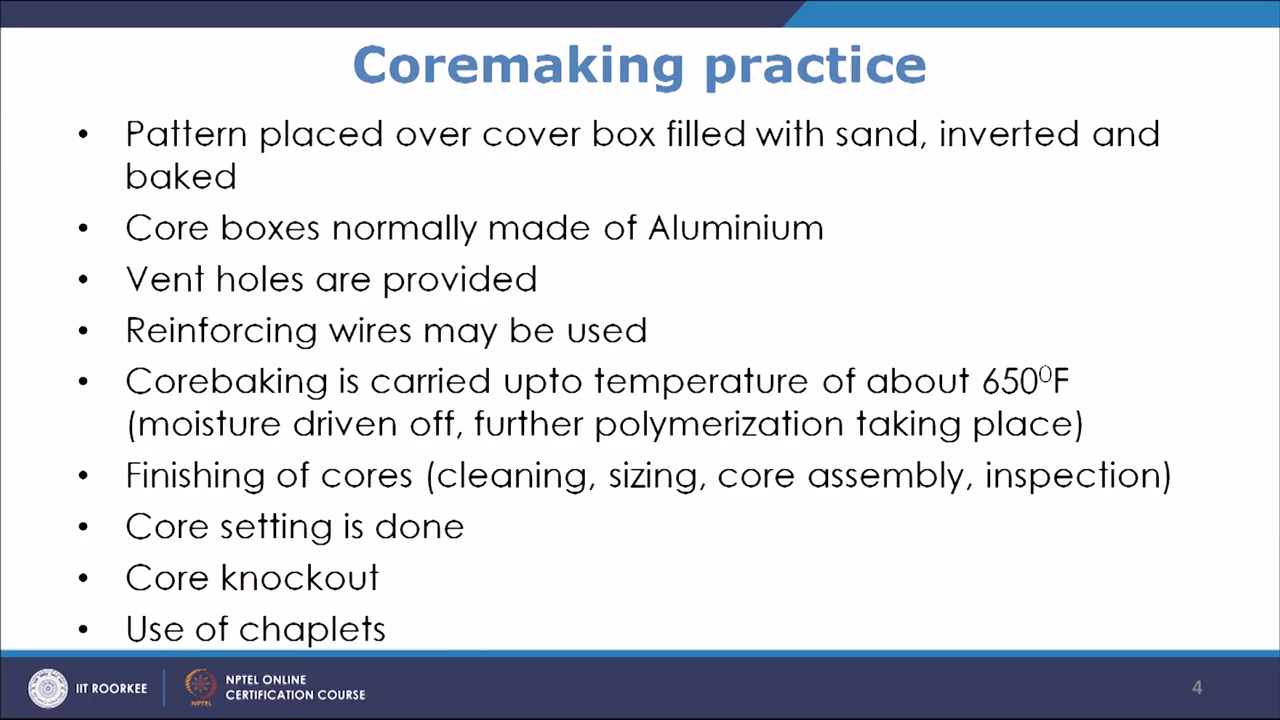 Coremaking practice
• Pattern placed over cover box filled with sand, inverted and
baked
• Core boxes normally made of Aluminium
• Vent holes are provided
• Reinforcing wires may be used
• Corebaking is carried upto temperature of about 650⁰F
(moisture driven off, further polymerization taking place)
• Finishing of cores (cleaning, sizing, core assembly, inspection)
• Core setting is done
• Core knockout
• Use of chaplets
IIT ROORKEE
NPTEL
NPTEL ONLINE
CERTIFICATION COURSE
4